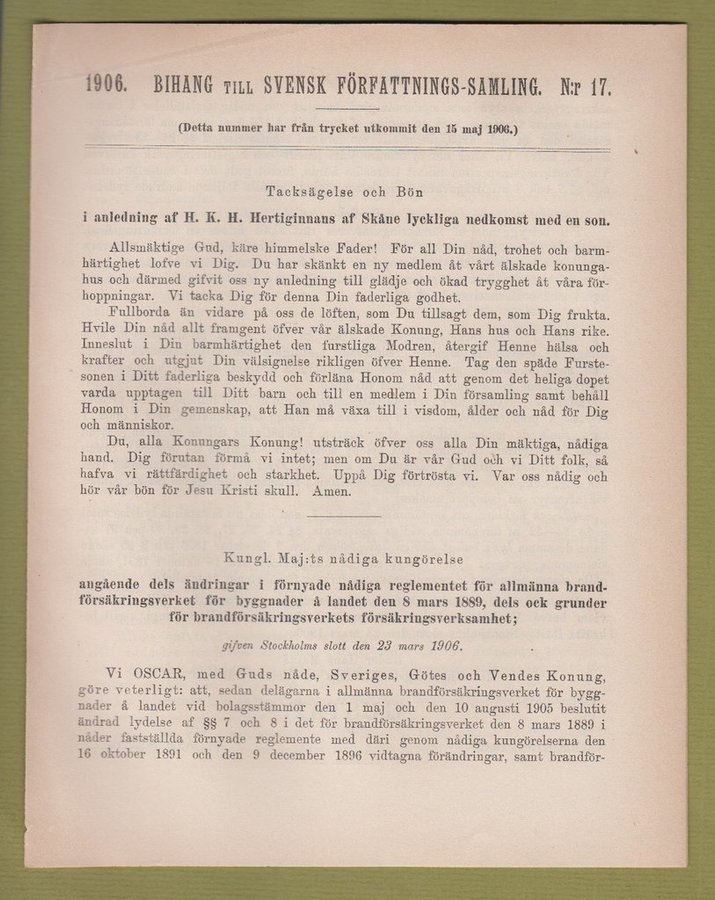 1906. BIHANG TILL SVENSK FÖRFATTNINGS-SAMLING. N:r 17.
(Detta nummer har från trycket utkommit den 15 maj 1906.)
Tacksägelse och Bön
i anledning af H. K. H. Hertiginnans af Skåne lyckliga nedkomst med en son.
Allsmäktige Gud, käre himmelske Fader! För all Din nåd, trohet och barm-
härtighet lofve vi Dig. Du har skänkt en ny medlem åt vårt älskade konunga-
hus och därmed gifvit oss ny anledning till glädje och ökad trygghet åt våra för-
hoppningar. Vi tacka Dig för denna Din faderliga godhet.
Fullborda än vidare på oss de löften, som Du tillsagt dem, som Dig frukta.
Hvile Din nåd allt framgent öfver vår älskade Konung, Hans hus och Hans rike.
Inneslut i Din barmhärtighet den furstliga Modren, återgif Henne hälsa och
krafter och utgjut Din välsignelse rikligen öfver Henne. Tag den späde Furste-
sonen i Ditt faderliga beskydd och förläna Honom nåd att genom det heliga dopet
varda upptagen till Ditt barn och till en medlem i Din församling samt behåll
Honom i Din gemenskap, att Han må växa till i visdom, ålder och nåd för Dig
och människor.
Du, alla Konungars Konung! utsträck öfver oss alla Din mäktiga, nådiga
hand. Dig förutan förmå vi intet; men om Du är vår Gud och vi Ditt folk, så
hafva vi rättfärdighet och starkhet. Uppå Dig förtrösta vi. Var oss nådig och
hör vår bön för Jesu Kristi skull. Amen.
Kungl. Maj:ts nådiga kungörelse
angående dels ändringar i förnyade nådiga reglementet för allmänna brand-
försäkringsverket för byggnader å landet den 8 mars 1889, dels ock grunder
för brandförsäkringsverkets försäkringsverksamhet;
gifven Stockholms slott den 23 mars 1906.
Vi OSCAR, med Guds nåde, Sveriges, Götes och Vendes Konung,
göre veterligt: att, sedan delägarna i allmänna brandförsäkringsverket för bygg-
nader å landet vid bolagsstämmor den 1 maj och den 10 augusti 1905 beslutit
ändrad lydelse af §§ 7 och 8 i det för brandförsäkringsverket den 8 mars 1889 i
nåder fastställda förnyade reglemente med däri genom nådiga kungörelserna den
16 oktober 1891 och den 9 december 1896 vidtagna förändringar, samt brandför-